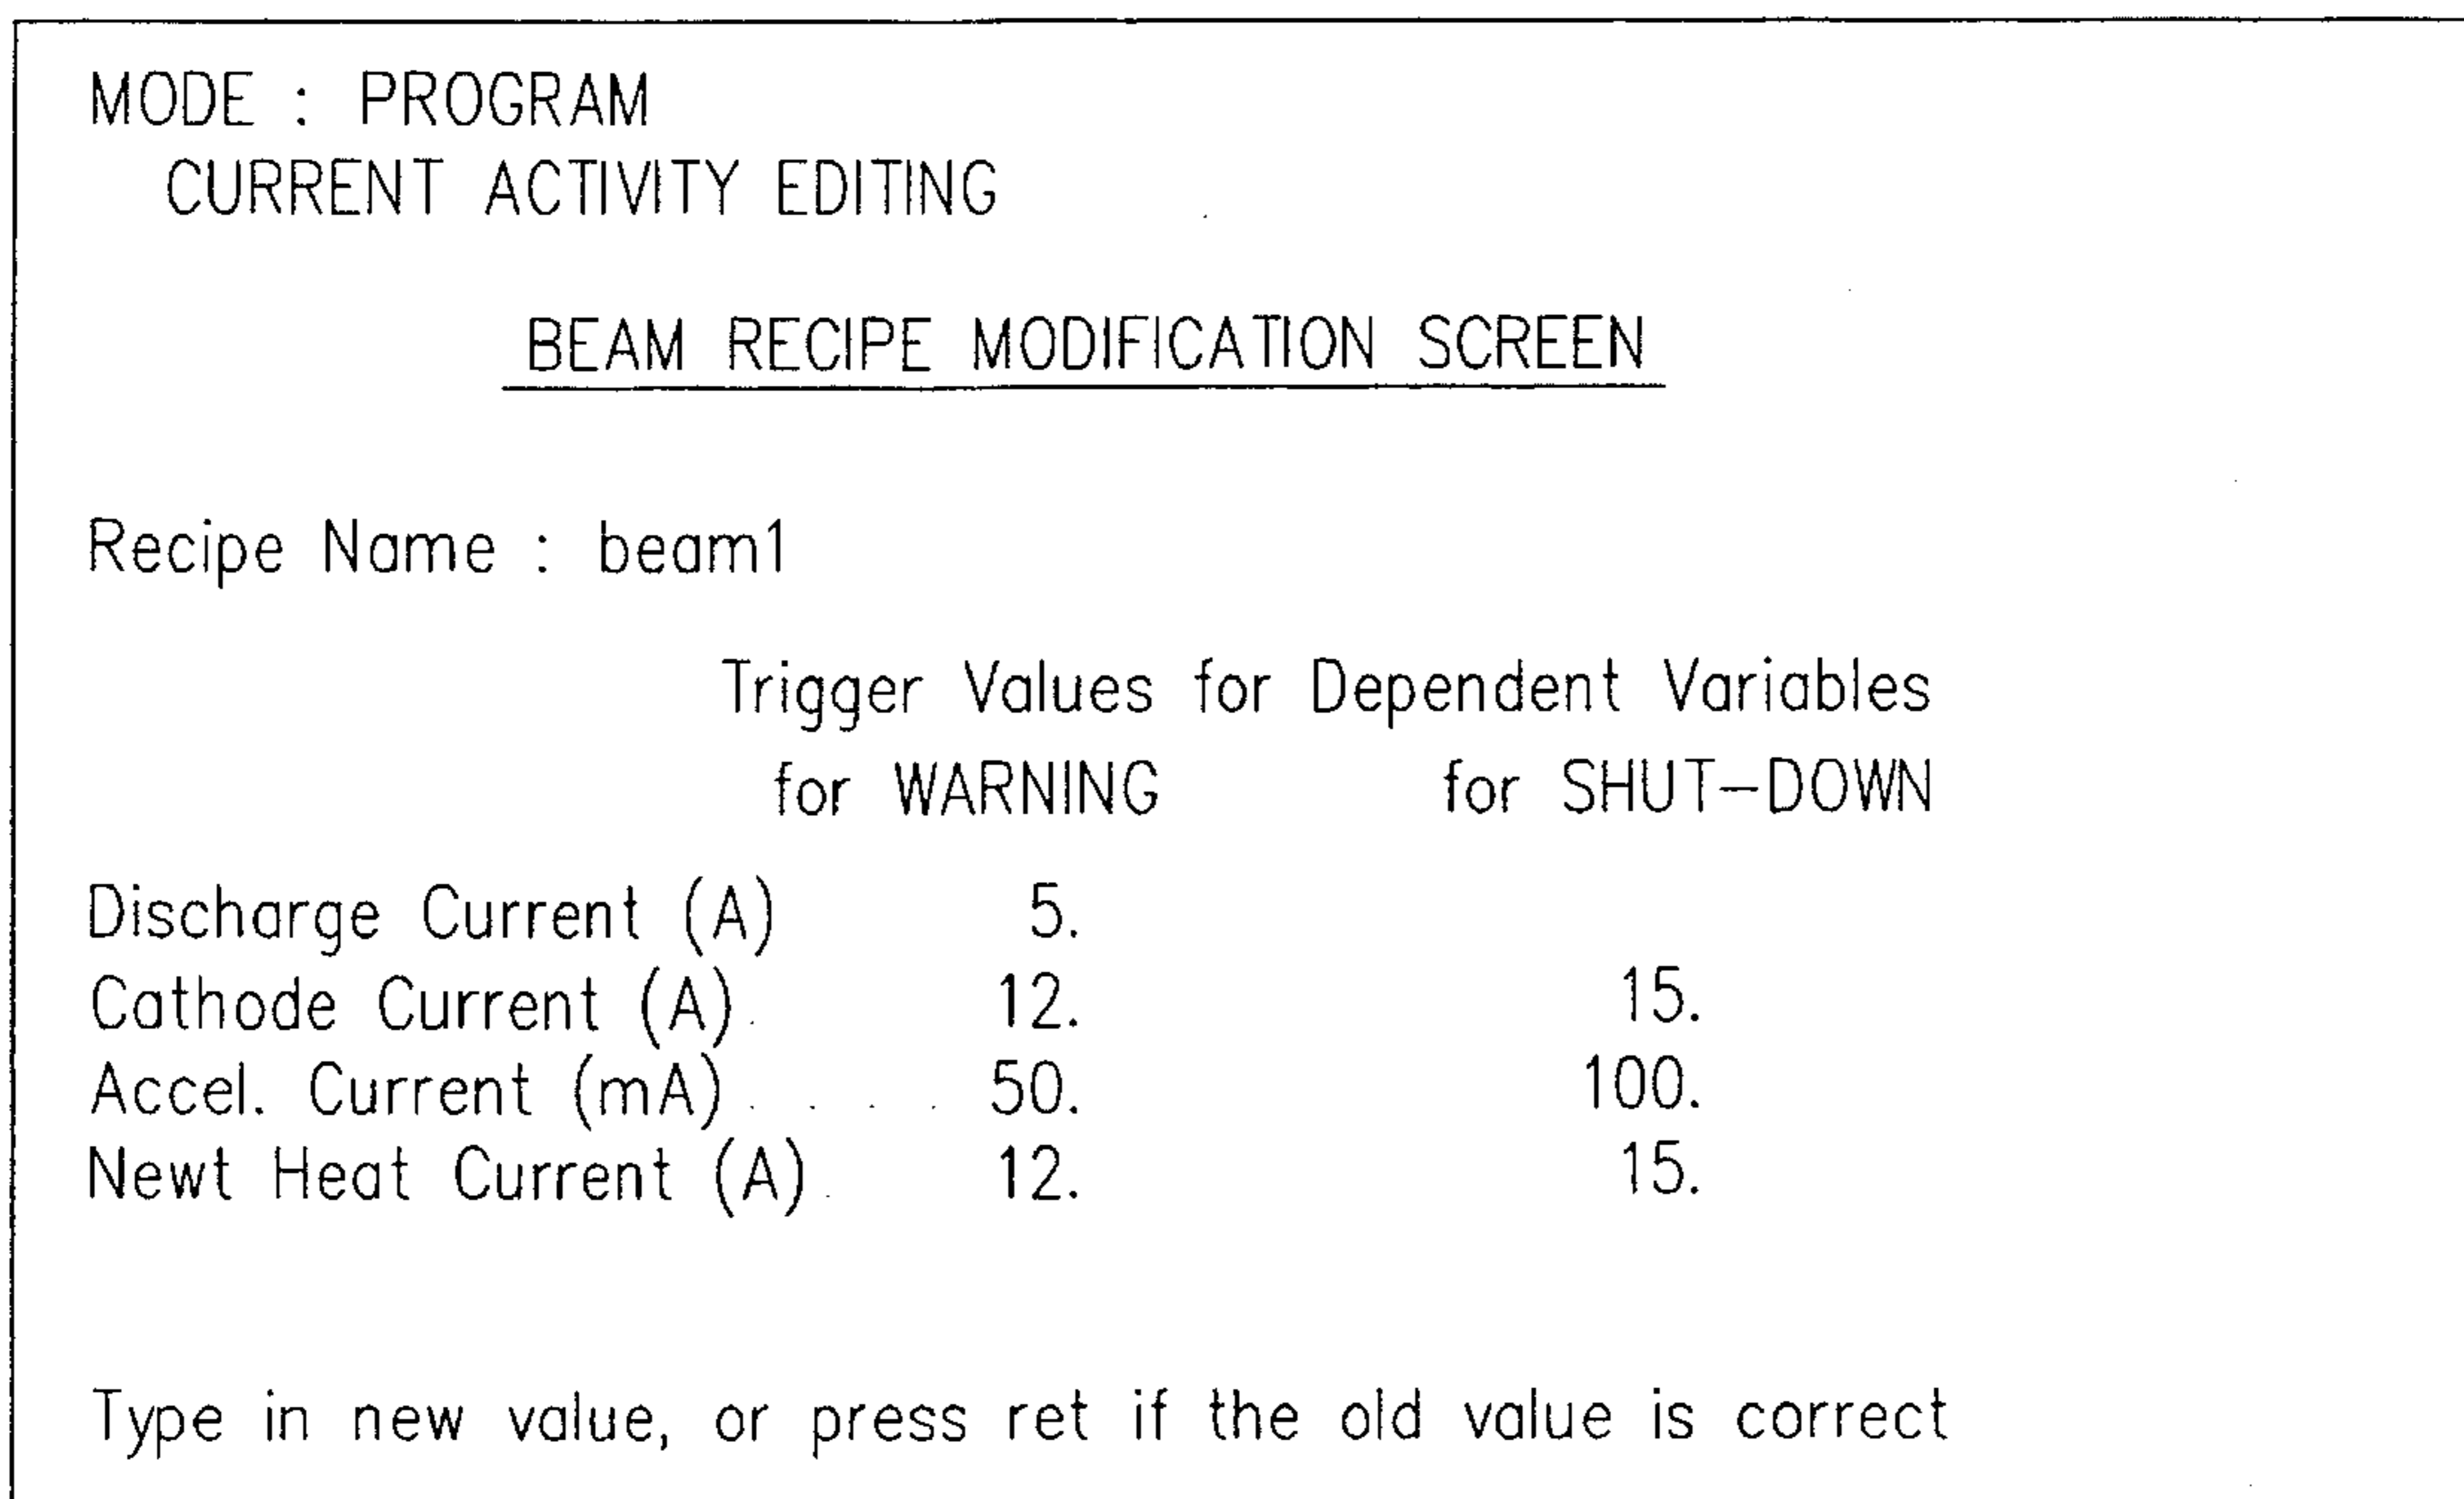 MODE : PROGRAM
CURRENT ACTIVITY EDITING
BEAM RECIPE MODIFICATION SCREEN
Recipe Name : beam1
Trigger Values for Dependent Variables
for WARNING for SHUT-DOWN
Discharge Current (A) 5.
Cathode Current (A) 12. 15.
Accel. Current (mA) 50. 100.
Newt Heat Current (A) 12. 15.
Type in new value, or press ret if the old value is correct